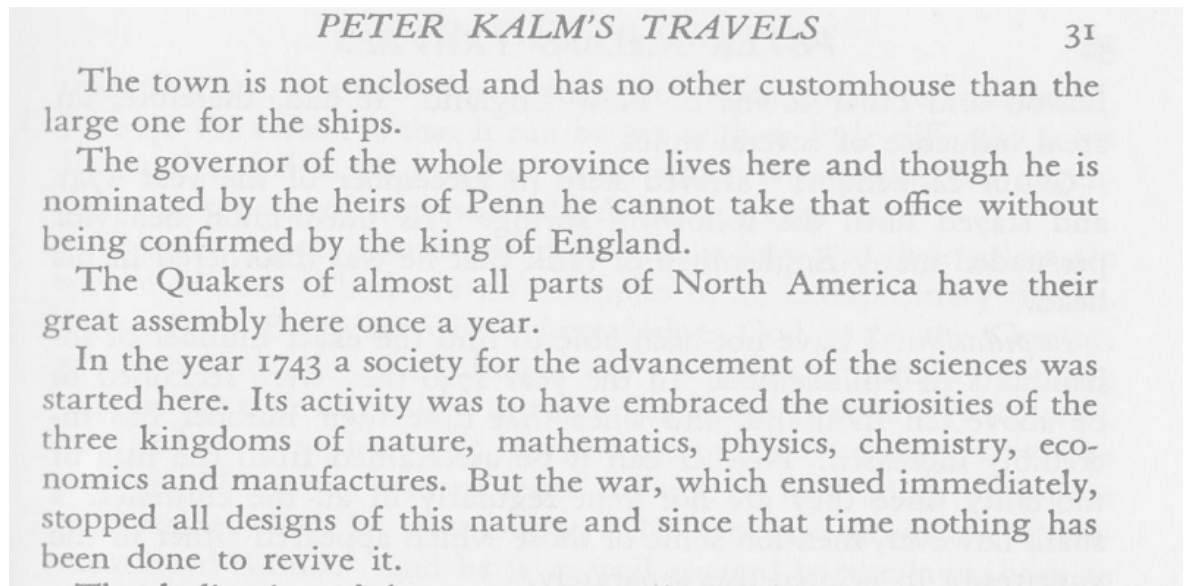 PETER KALM'S TRAVELS 31
The town is not enclosed and has no other customhouse than the
large one for the ships.
The governor of the whole province lives here and though he is
nominated by the heirs of Penn he cannot take that office without
being confirmed by the king of England.
The Quakers of almost all parts of North America have their
great assembly here once a year.
In the year 1743 a society for the advancement of the sciences was
started here. Its activity was to have embraced the curiosities of the
three kingdoms of nature, mathematics, physics, chemistry, eco-
nomics and manufactures. But the war, which ensued immediately,
stopped all designs of this nature and since that time nothing has
been done to revive it.